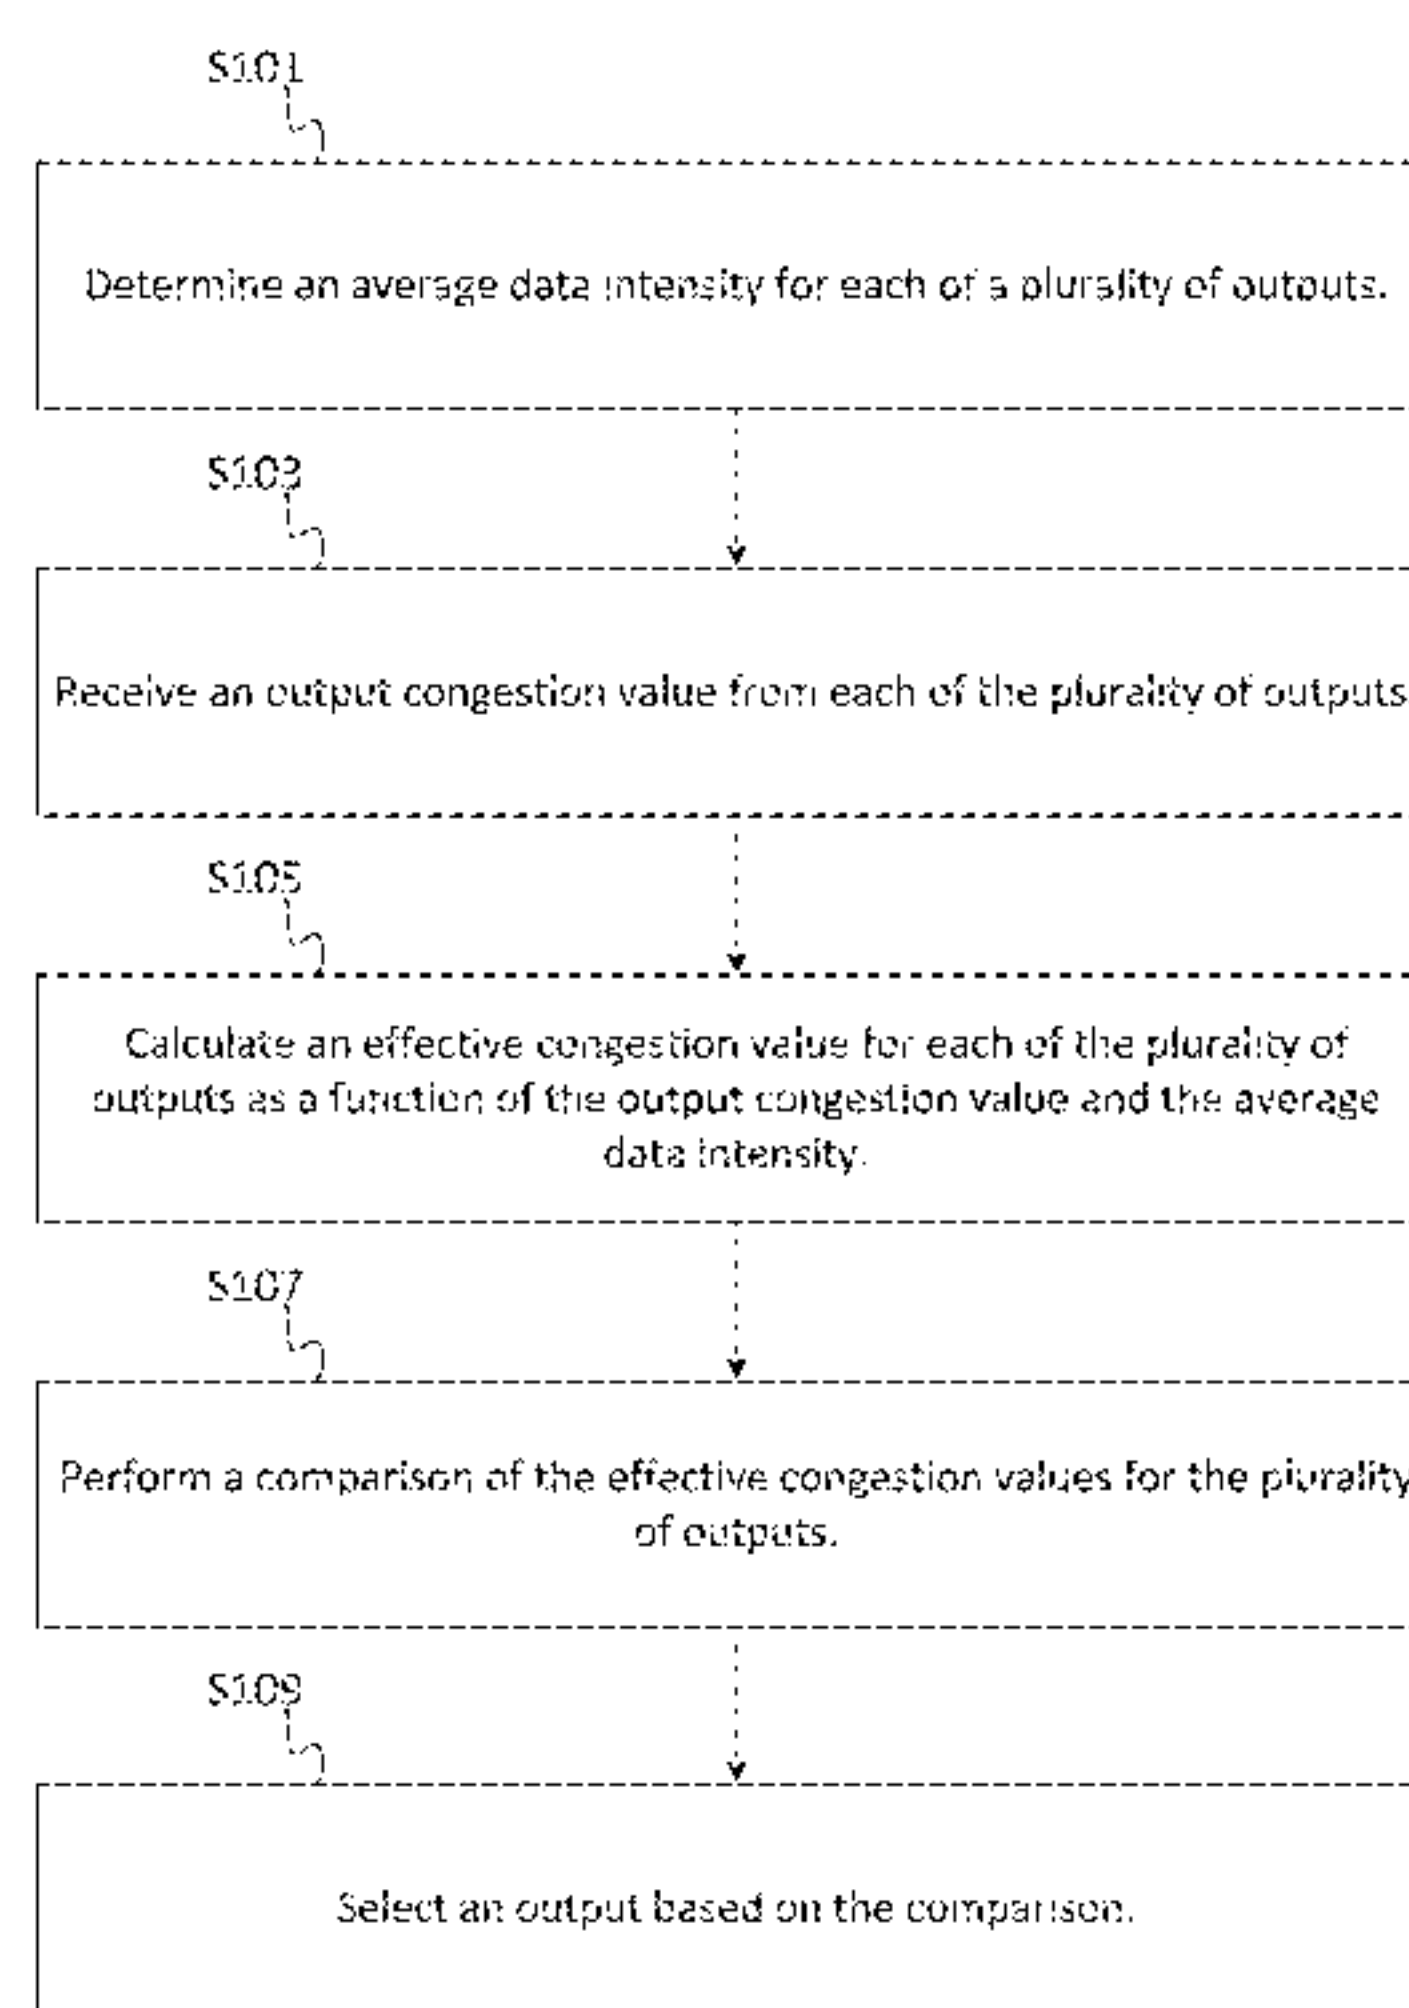 S101
Determine an average data intensity for each of a plurality of outputs.
S103
Receive an output congestion value from each of the plurality of outputs
S105
Calculate an effective congestion value for each of the plurality of
outputs as a function of the output congestion value and the average
data intensity.
S107
Perform a comparison of the effective congestion values for the plurality
of outputs.
S109
Select an output based on the comparison.